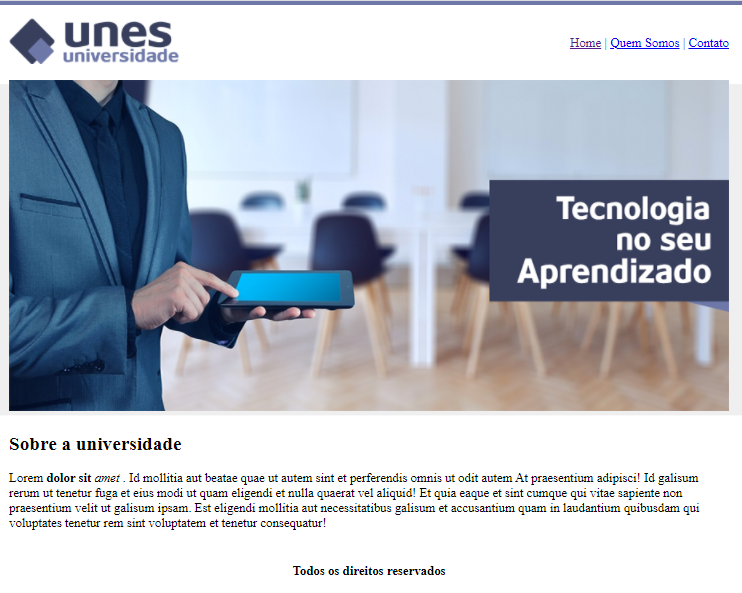 unes
universidade
Home | Quem Somos | Contato
Tecnologia
no seu
Aprendizado
Sobre a universidade
Lorem dolor sit amet . Id mollitia aut beatae quae ut autem sint et perferendis omnis ut odit autem At praesentium adipisci! Id galisum
rerum ut tenetur fuga et eius modi ut quam eligendi et nulla quaerat vel aliquid! Et quia eaque et sint cumque qui vitae sapiente non
praesentium velit ut galisum ipsam. Est eligendi mollitia aut necessitatibus galisum et accusantium quam in laudantium quibusdam qui
voluptates tenetur rem sint voluptatem et tenetur consequatur!
Todos os direitos reservados